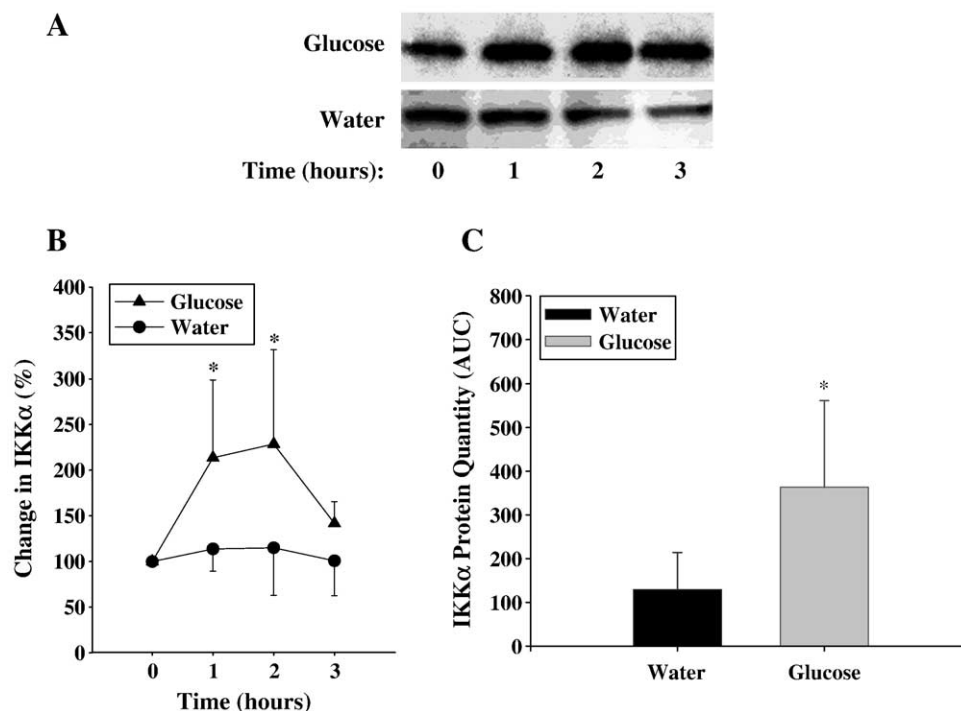 A
Glucose
Water
Time (hours): 0 1 2 3
B
400
350
300
250
200
150
100
50
0
Change in IKKα (%)
Glucose
Water
*
*
0 1 2 3
Time (hours)
C
800
700
600
500
400
300
200
100
0
IKKα Protein Quantity (AUC)
Water
Glucose
*
Water Glucose